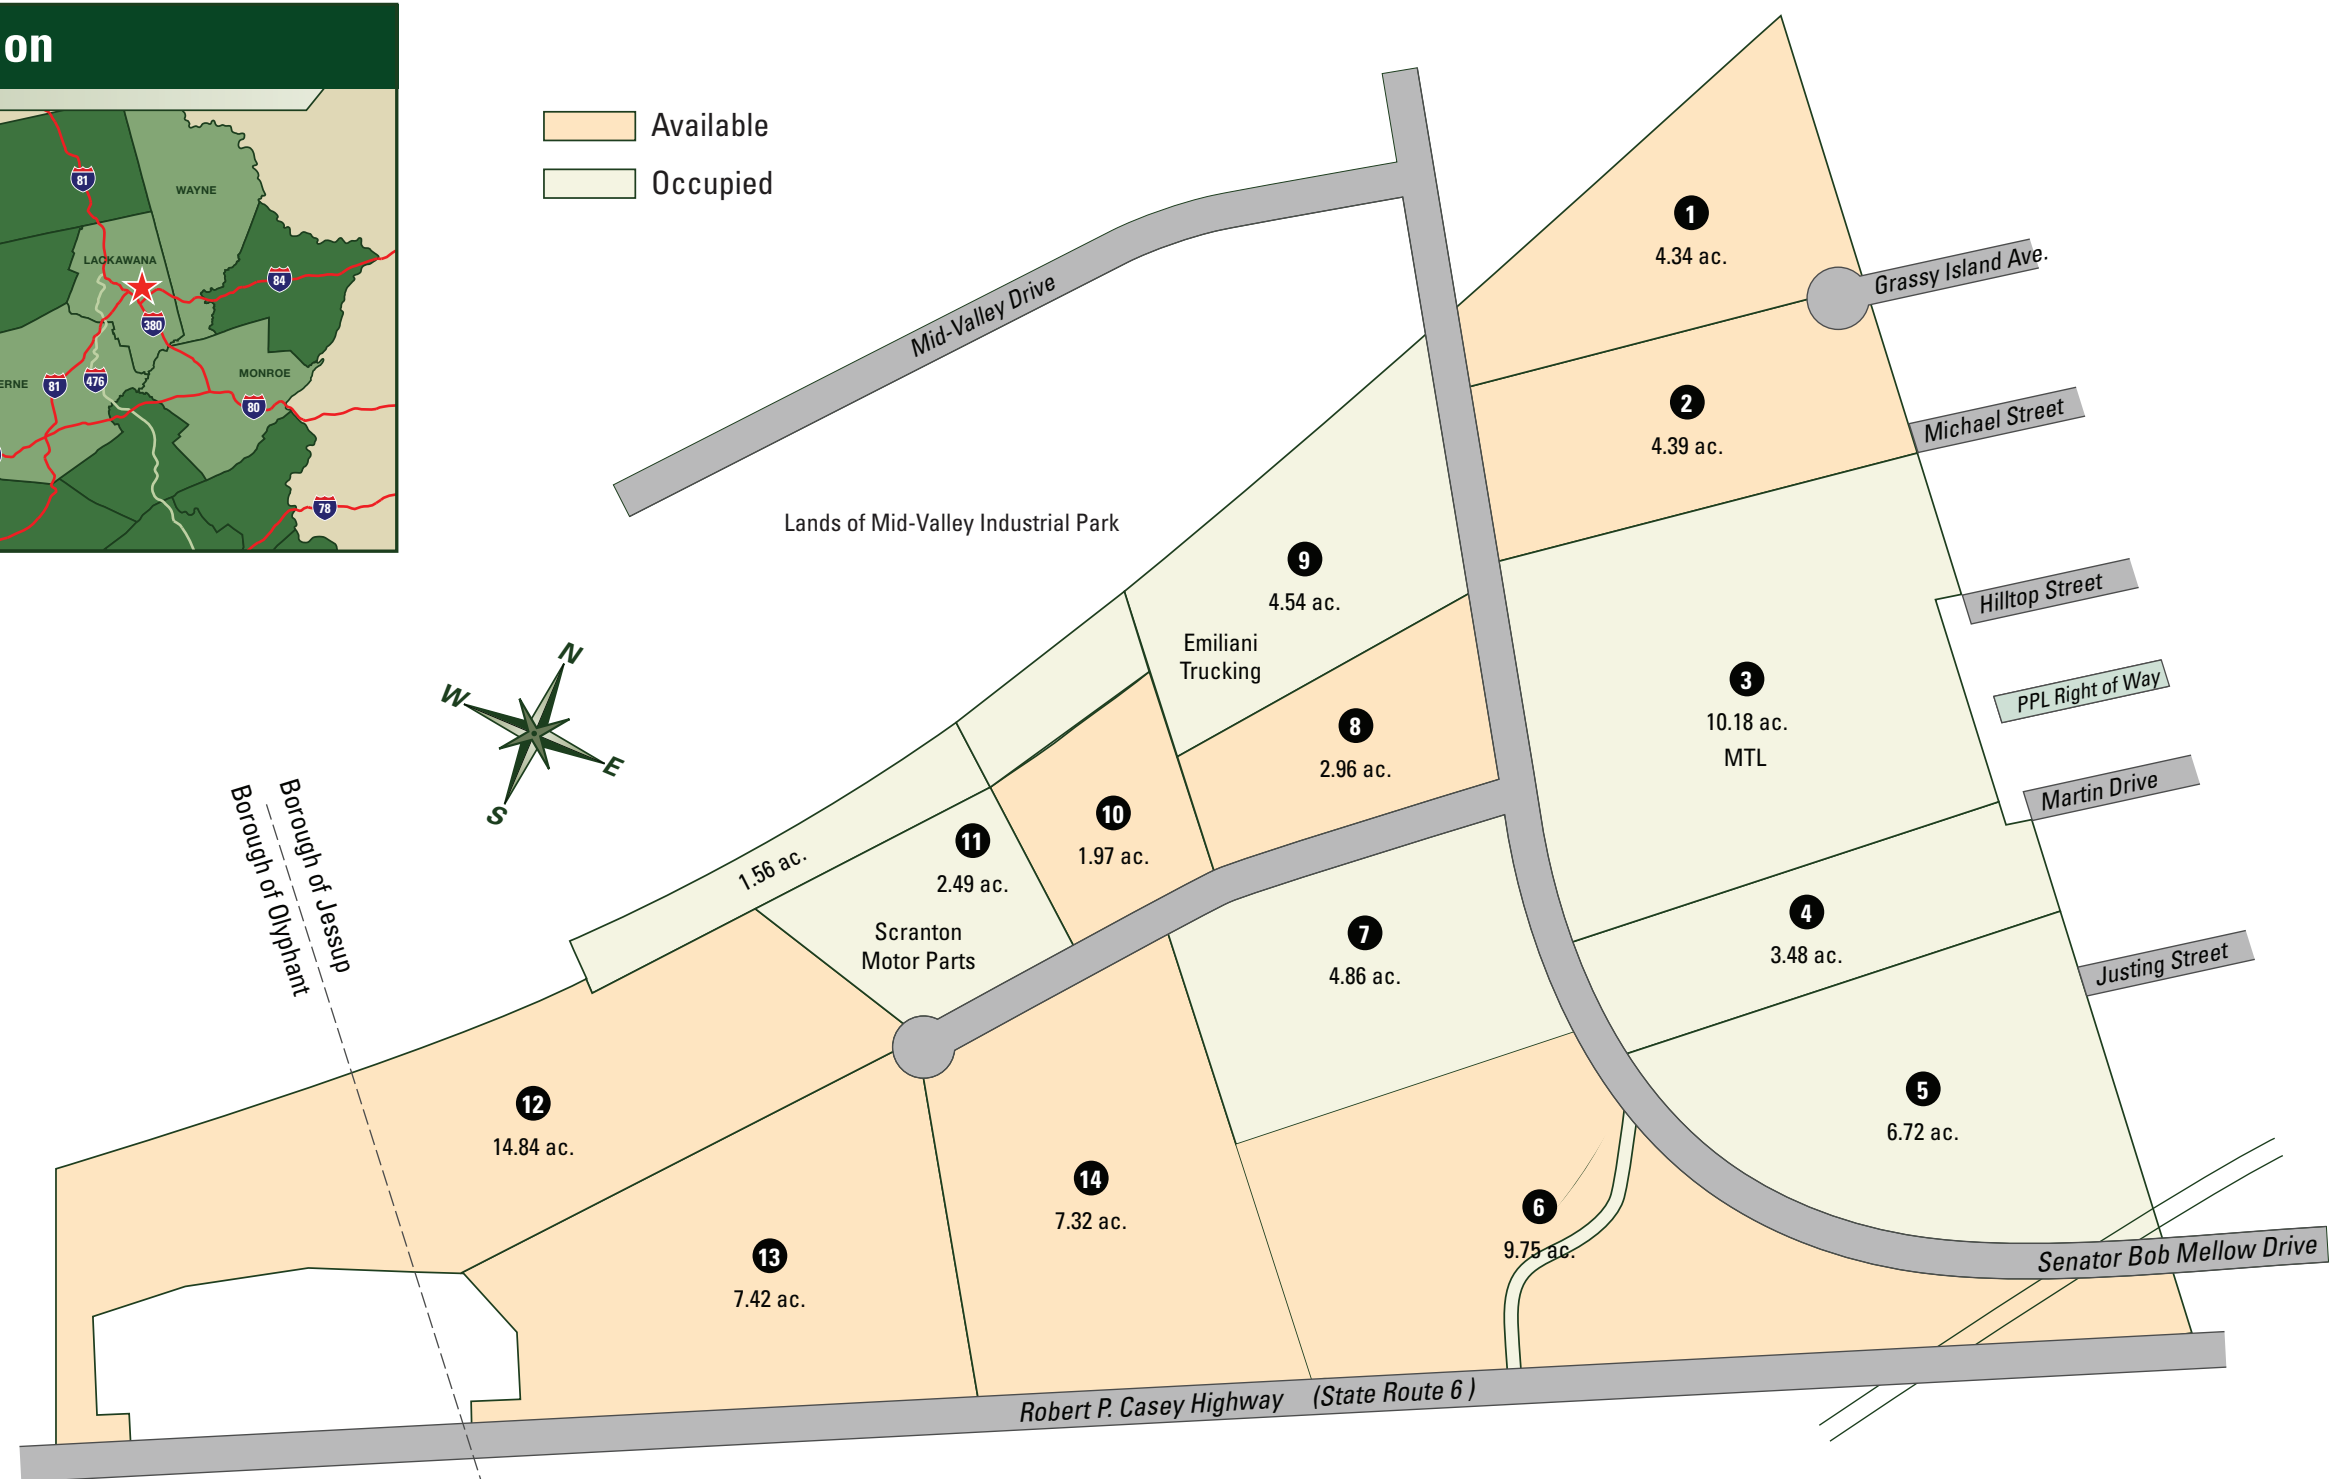 on
81
WAYNE
LACKAWANA
84
380
ERNE
81
476
MONROE
80
78
Available
Occupied
Mid-Valley Drive
Lands of Mid-Valley Industrial Park
N
W
E
S
Borough of Jessup
Borough of Olyphant
1
4.34 ac.
Grassy Island Ave.
2
4.39 ac.
Michael Street
9
4.54 ac.
Emiliani
Trucking
Hilltop Street
3
10.18 ac.
MTL
PPL Right of Way
8
2.96 ac.
Martin Drive
10
1.97 ac.
11
2.49 ac.
Scranton
Motor Parts
1.56 ac.
7
4.86 ac.
4
3.48 ac.
Justing Street
5
6.72 ac.
12
14.84 ac.
14
7.32 ac.
6
9.75 ac.
13
7.42 ac.
Senator Bob Mellow Drive
Robert P. Casey Highway (State Route 6 )